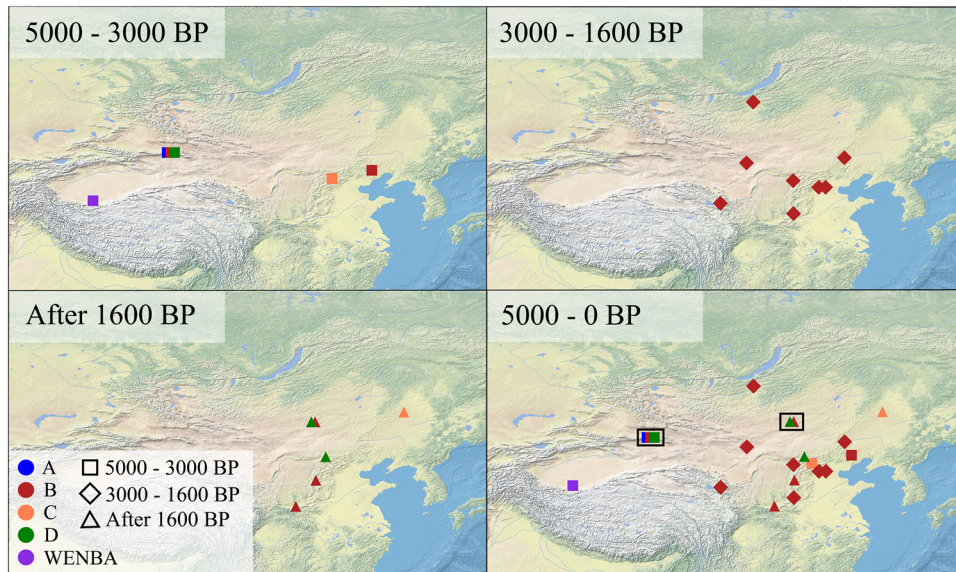 5000 - 3000 BP
3000 - 1600 BP
After 1600 BP
5000 - 0 BP
A
B
C
D
WENBA
5000 - 3000 BP
3000 - 1600 BP
After 1600 BP